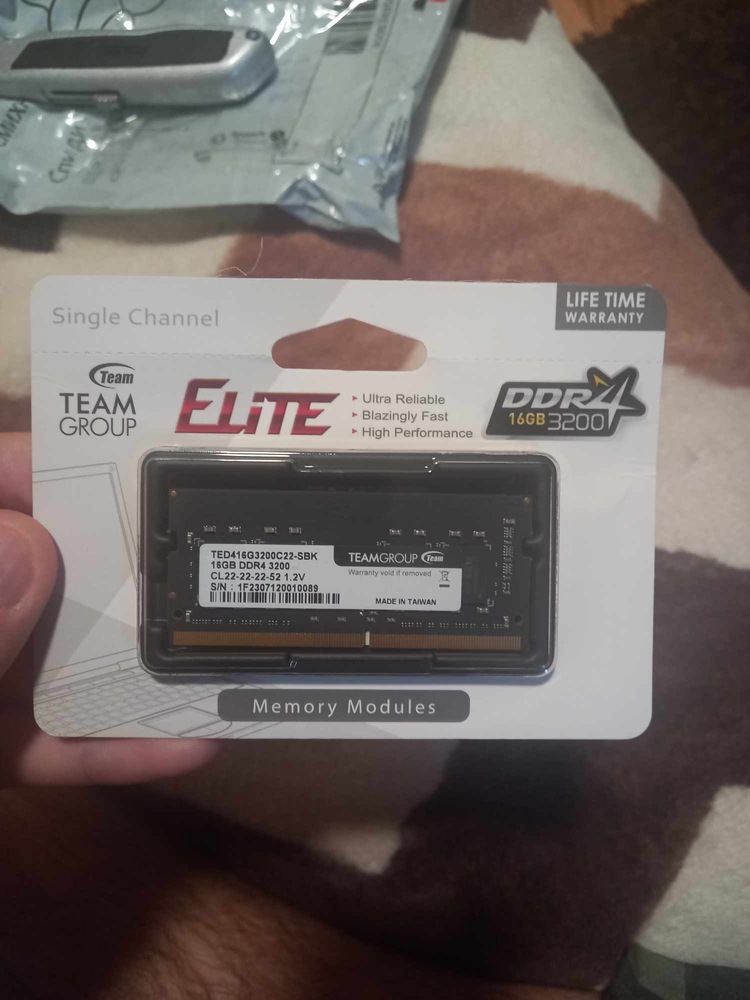 Single Channel
LIFE TIME
WARRANTY
Team
TEAM
GROUP
ELITE
Ultra Reliable
Blazingly Fast
High Performance
DDR4
16GB 3200
TED416G3200C22-SBK
16GB DDR4 3200
CL22-22-22-52 1.2V
S/N : 1F2307120010089
TEAMGROUP Team
Warranty void if removed
MADE IN TAIWAN
Memory Modules